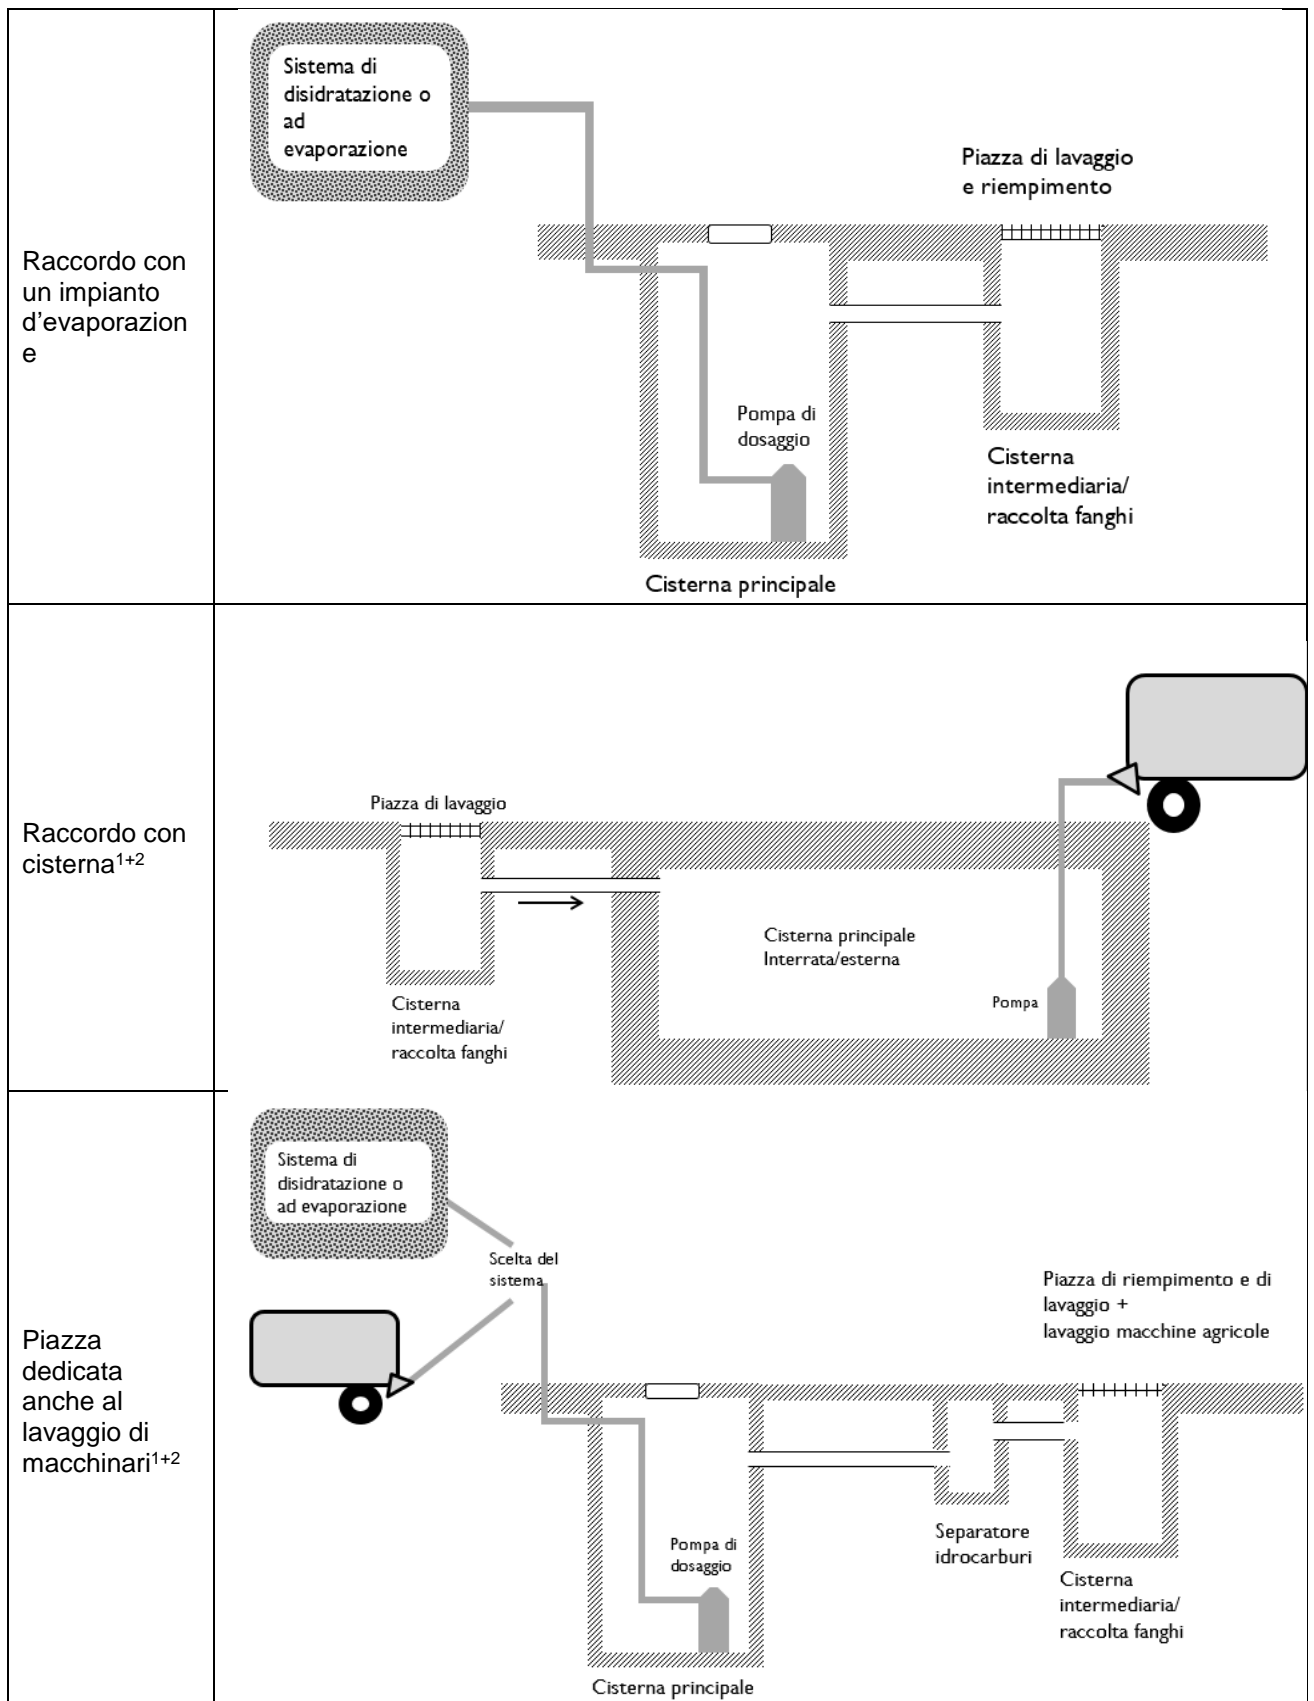 Raccordo con
un impianto
d’evaporazion
e
Sistema di
disidratazione o
ad
evaporazione
Piazza di lavaggio
e riempimento
Pompa di
dosaggio
Cisterna
intermediaria/
raccolta fanghi
Cisterna principale
Raccordo con
cisterna¹⁺²
Piazza di lavaggio
Cisterna principale
Interrata/esterna
Pompa
Cisterna
intermediaria/
raccolta fanghi
Piazza
dedicata
anche al
lavaggio di
macchinari¹⁺²
Sistema di
disidratazione o
ad evaporazione
Scelta del
sistema
Piazza di riempimento e di
lavaggio +
lavaggio macchine agricole
Pompa di
dosaggio
Separatore
idrocarburi
Cisterna
intermediaria/
raccolta fanghi
Cisterna principale